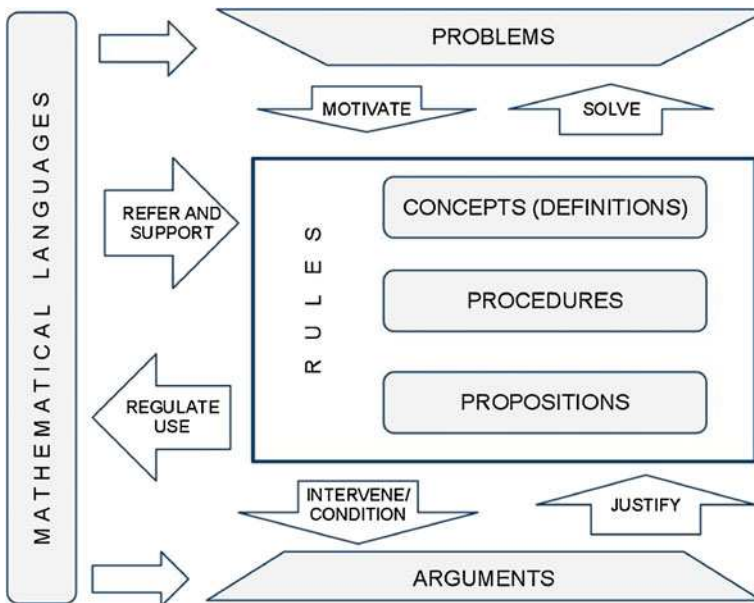 MATHEMATICAL LANGUAGES
PROBLEMS
MOTIVATE
SOLVE
REFER AND
SUPPORT
RULES
CONCEPTS (DEFINITIONS)
PROCEDURES
PROPOSITIONS
REGULATE
USE
INTERVENE/
CONDITION
JUSTIFY
ARGUMENTS